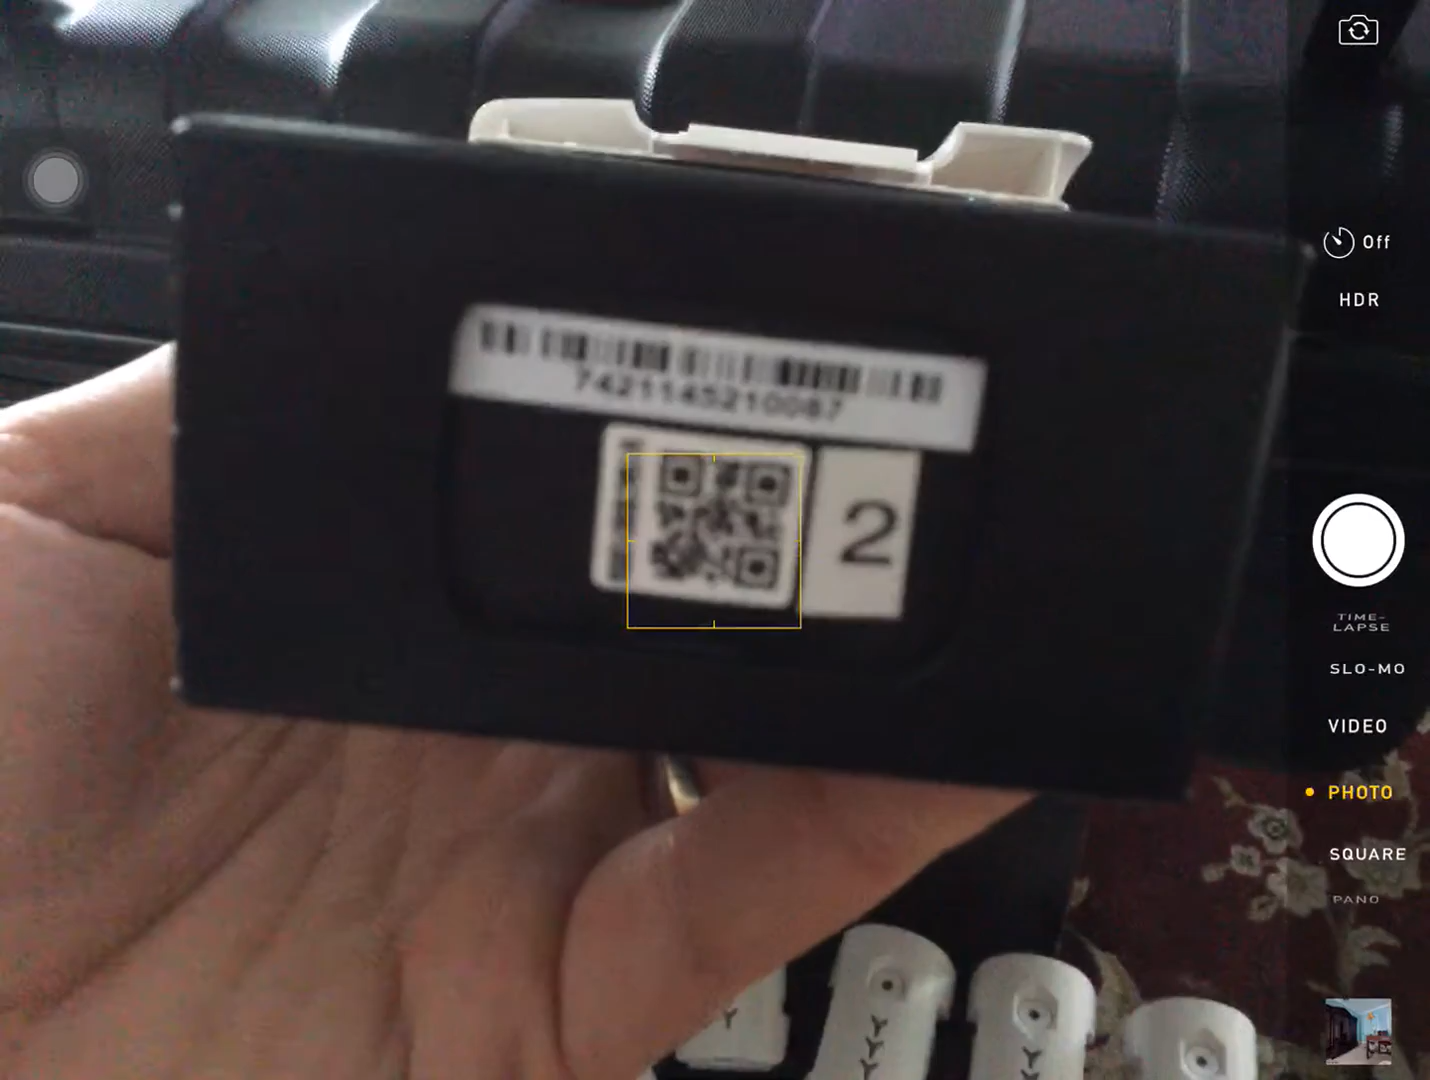 Off
HDR
7421145210087
2
TIME-
LAPSE
SLO-MO
VIDEO
PHOTO
SQUARE
PANO